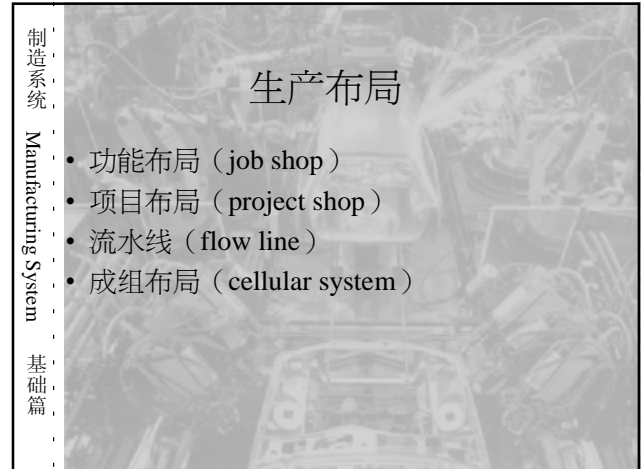 制造系统 Manufacturing System 基础篇
生产布局
• 功能布局（job shop）
• 项目布局（project shop）
• 流水线（flow line）
• 成组布局（cellular system）